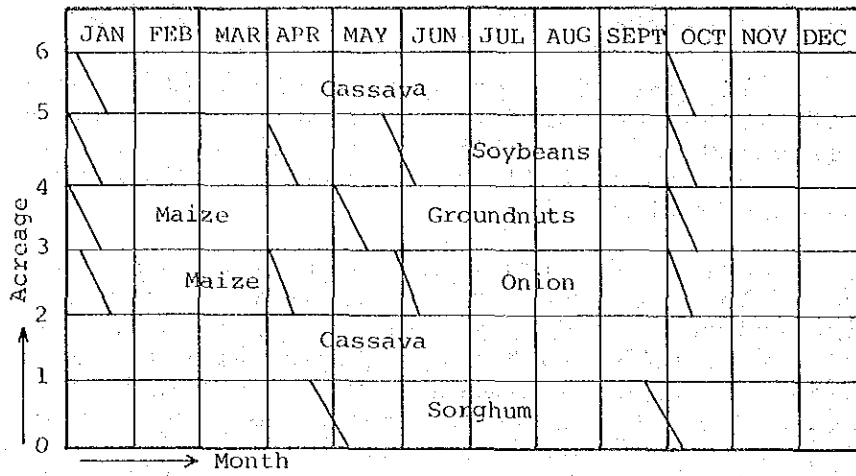 JAN FEB MAR APR MAY JUN JUL AUG SEPT OCT NOV DEC
6
Cassava
5
Soybeans
4
Maize Groundnuts
3
Maize Onion
2
Cassava
1
Sorghum
0
Acreage
Month